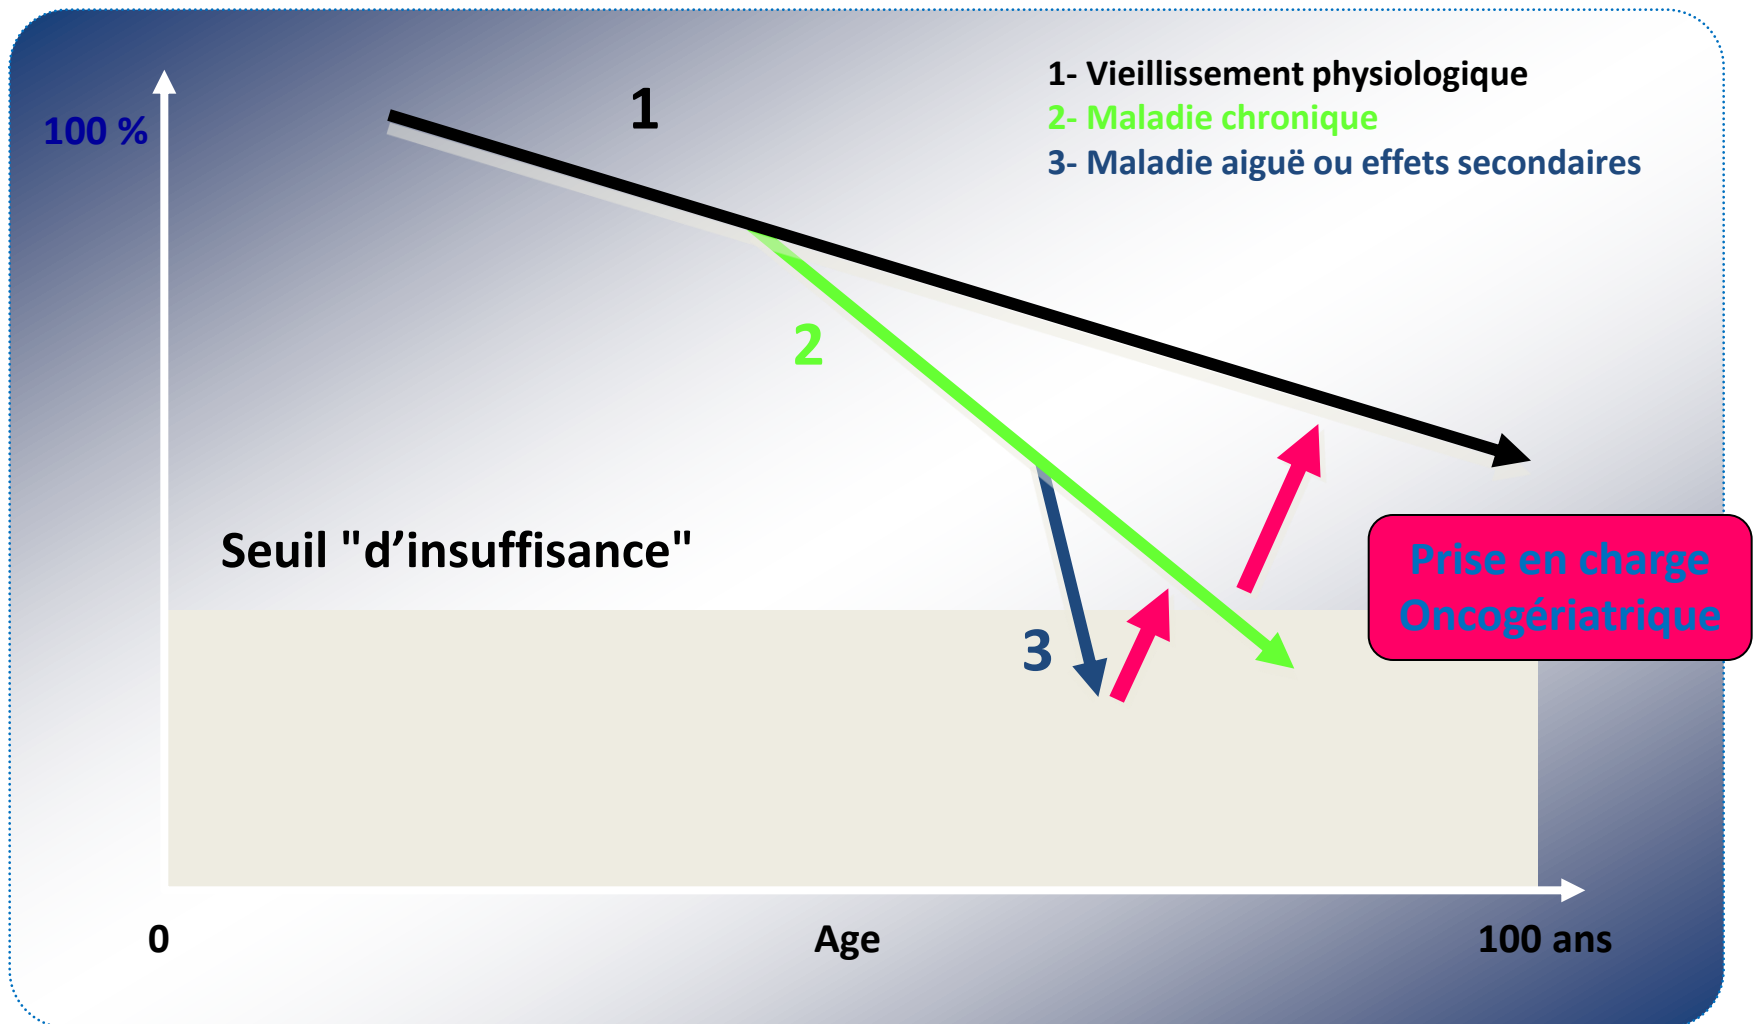 1- Vieillissement physiologique
2- Maladie chronique
3- Maladie aiguë ou effets secondaires
100 %
1
2
Seuil "d’insuffisance"
Prise en charge
Oncogériatrique
3
0
Age
100 ans